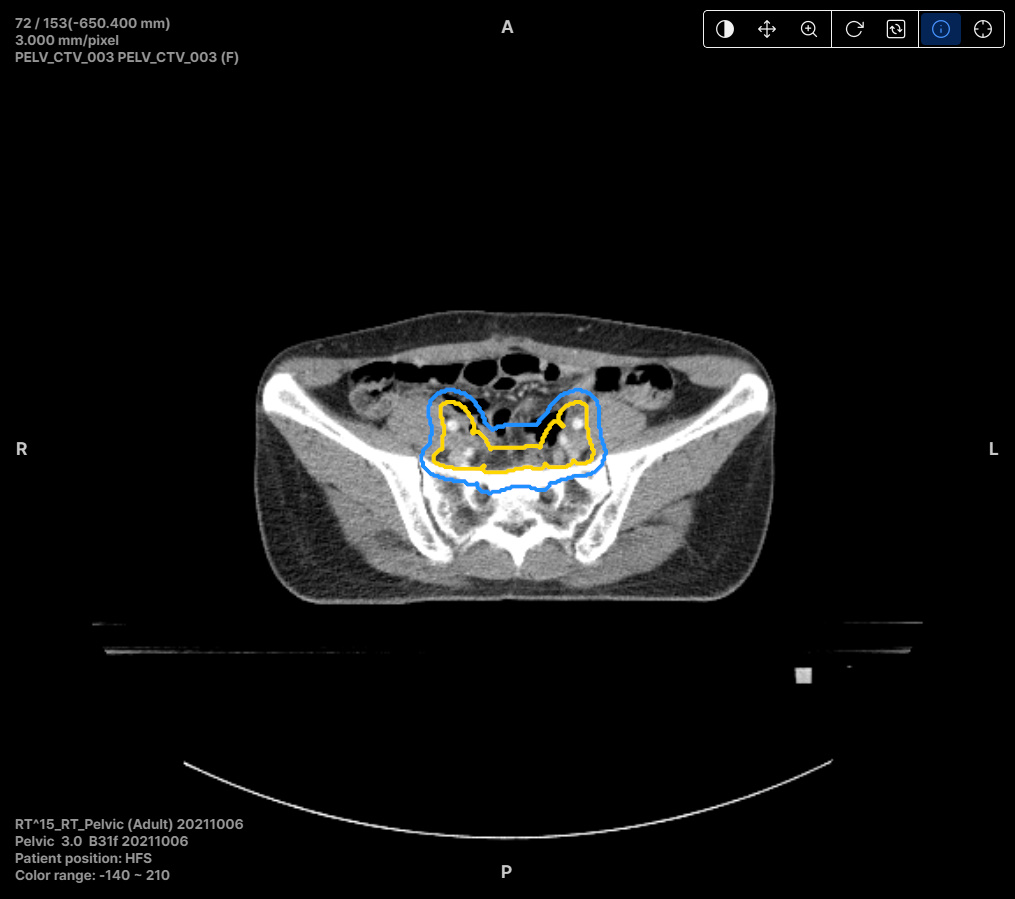 72 / 153(-650.400 mm)
3.000 mm/pixel
PELV_CTV_003 PELV_CTV_003 (F)
A
R
L
RT^15_RT_Pelvic (Adult) 20211006
Pelvic  3.0  B31f 20211006
Patient position: HFS
Color range: -140 ~ 210
P